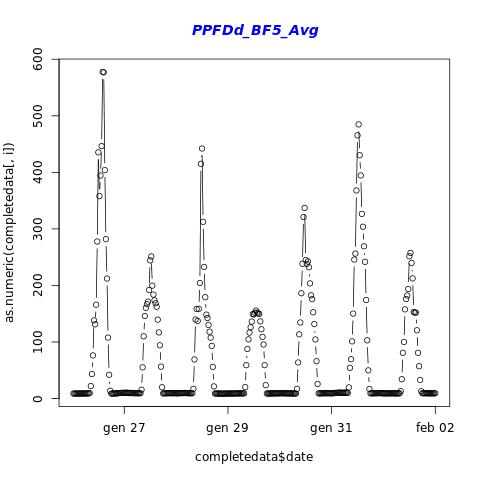 PPFDd_BF5_Avg
as.numeric(completedata[, i])
600
500
400
300
200
100
0
gen 27
gen 29
gen 31
feb 02
completedata$date